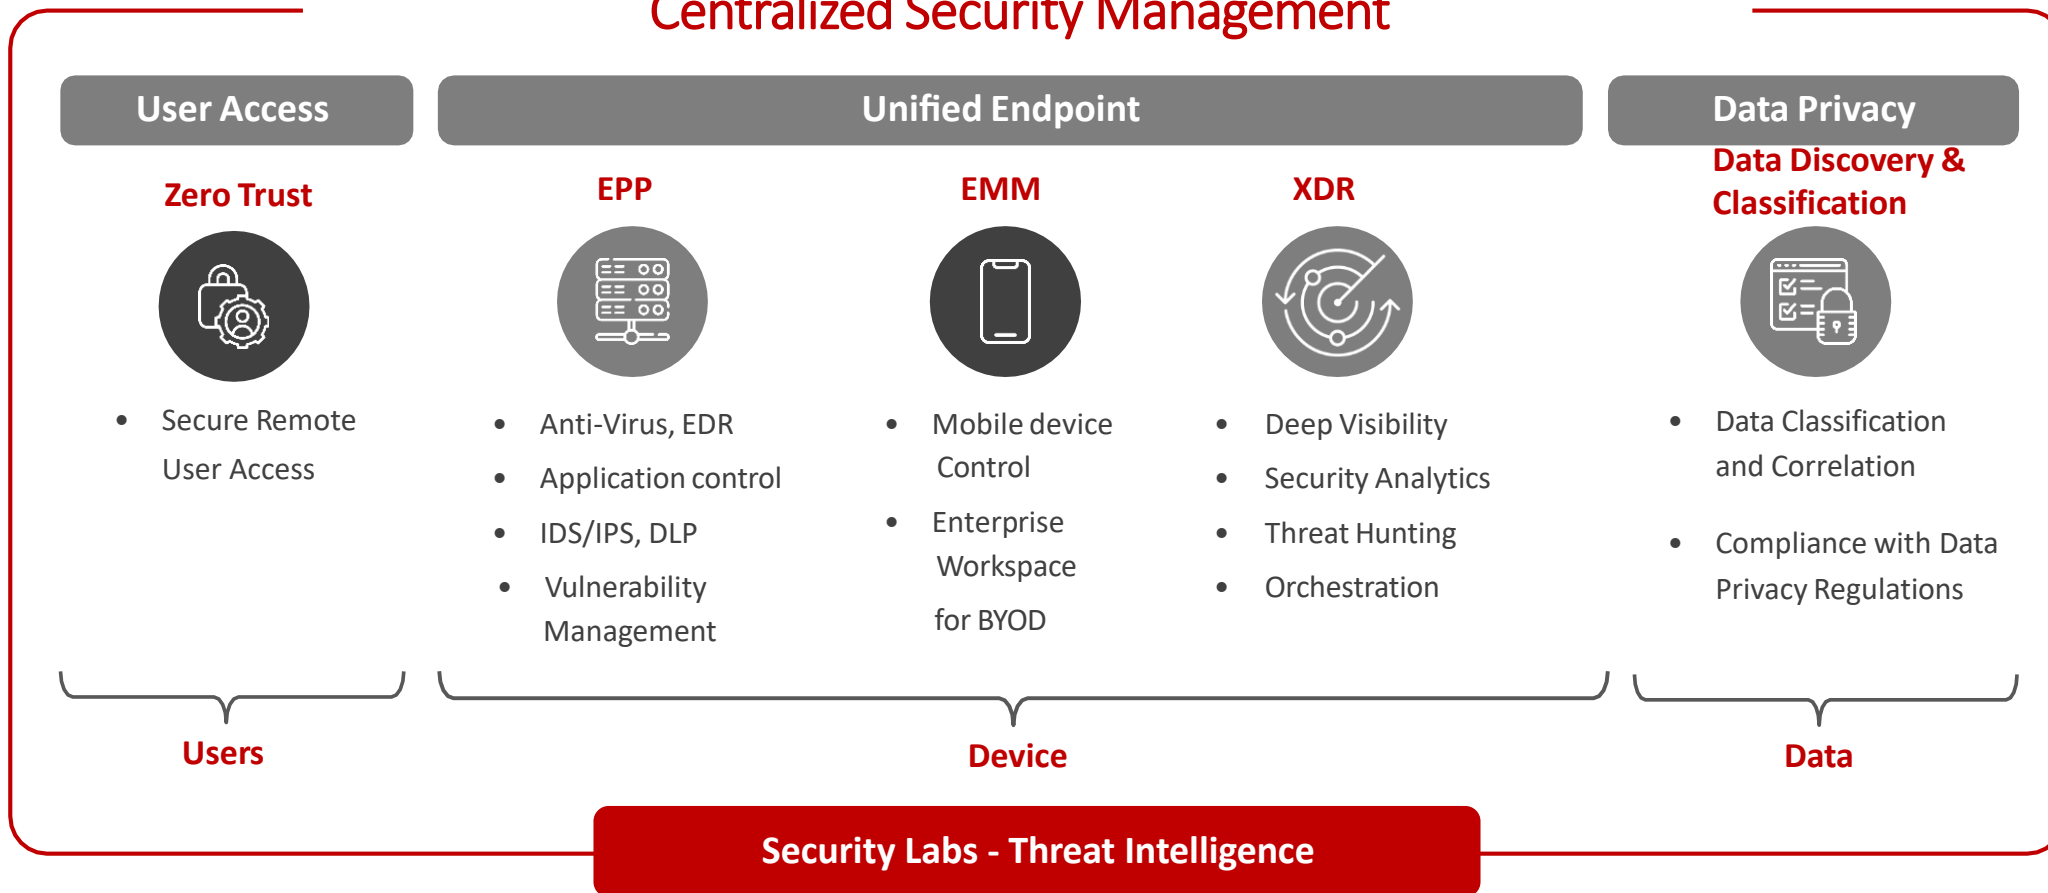 Centralized Security Management
User Access
Unified Endpoint
Data Privacy
Zero Trust
EPP
EMM
XDR
Data Discovery &
Classification
• Secure Remote
User Access
• Anti-Virus, EDR
• Application control
• IDS/IPS, DLP
• Vulnerability
Management
• Mobile device
Control
• Enterprise
Workspace
for BYOD
• Deep Visibility
• Security Analytics
• Threat Hunting
• Orchestration
• Data Classification
and Correlation
• Compliance with Data
Privacy Regulations
Users
Device
Data
Security Labs - Threat Intelligence